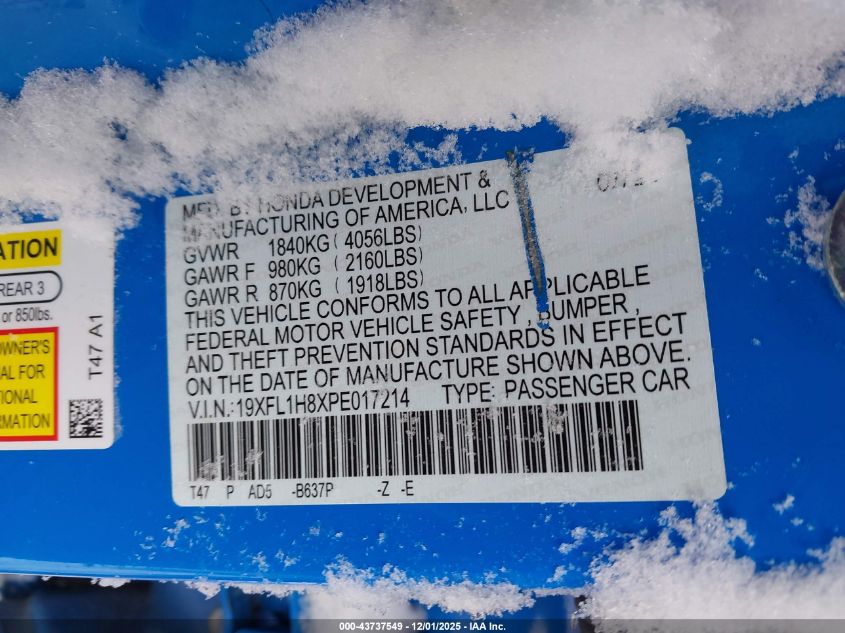 MFD BY HONDA DEVELOPMENT &
MANUFACTURING OF AMERICA, LLC
GVWR 1840KG (4056LBS)
GAWR F 980KG (2160LBS)
GAWR R 870KG (1918LBS)
THIS VEHICLE CONFORMS TO ALL APPLICABLE
FEDERAL MOTOR VEHICLE SAFETY, BUMPER,
AND THEFT PREVENTION STANDARDS IN EFFECT
ON THE DATE OF MANUFACTURE SHOWN ABOVE.
V.I.N.:19XFL1H8XPE017214 TYPE: PASSENGER CAR
T47 P AD5 -B637P -Z -E
ATION
REAR 3
or 850lbs.
OWNER'S
AL FOR
TIONAL
RMATION
T47 A1
000-43737549 - 12/01/2025 - IAA Inc.